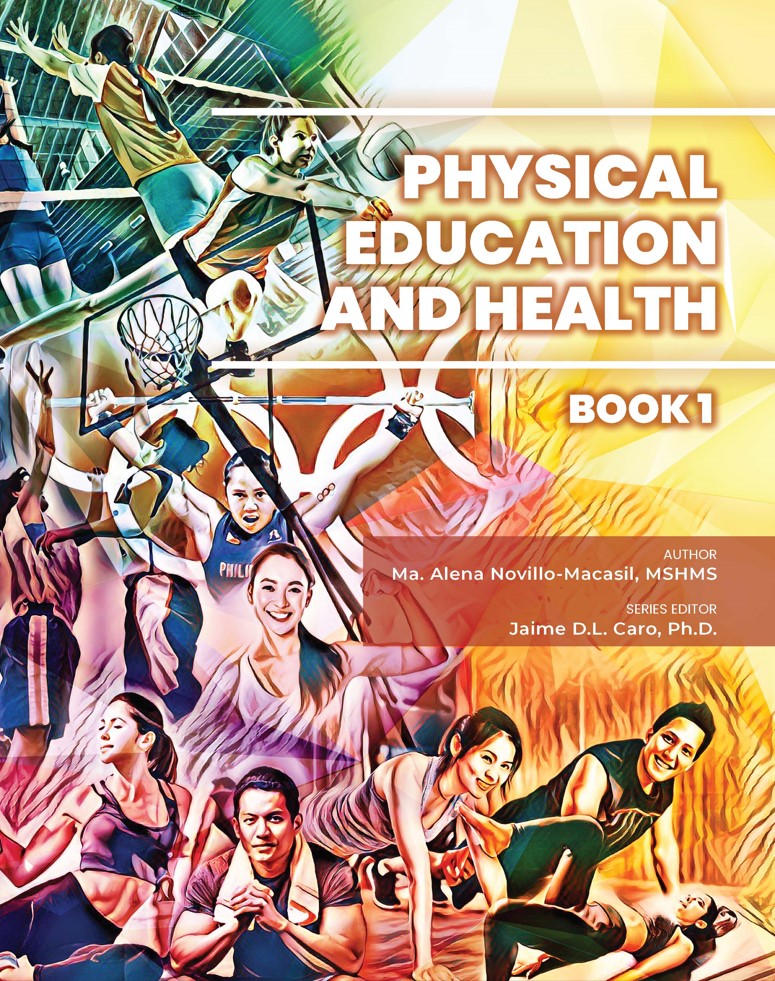 PHYSICAL
EDUCATION
AND HEALTH
BOOK 1
AUTHOR
Ma. Alena Novillo-Macasil, MSHMS
SERIES EDITOR
Jaime D.L. Caro, Ph.D.
PHILI